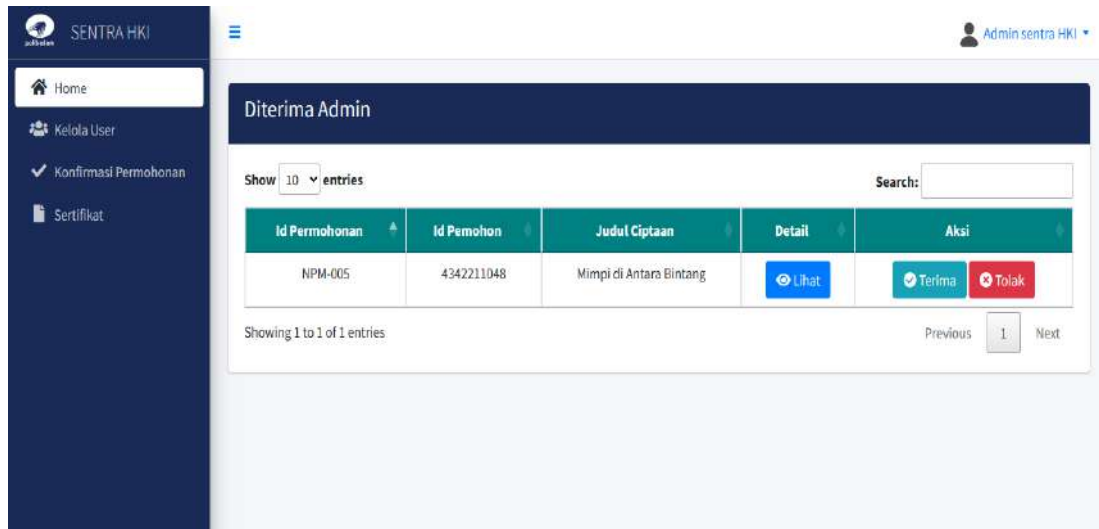 SENTRA HKI
Admin sentra HKI
Home
Kelola User
Konfirmasi Permohonan
Sertifikat
Diterima Admin
Show 10 entries
Search:
Id Permohonan Id Pemohon Judul Ciptaan Detail Aksi
NPM-005 4342211048 Mimpi di Antara Bintang Lihat Terima Tolak
Showing 1 to 1 of 1 entries
Previous 1 Next